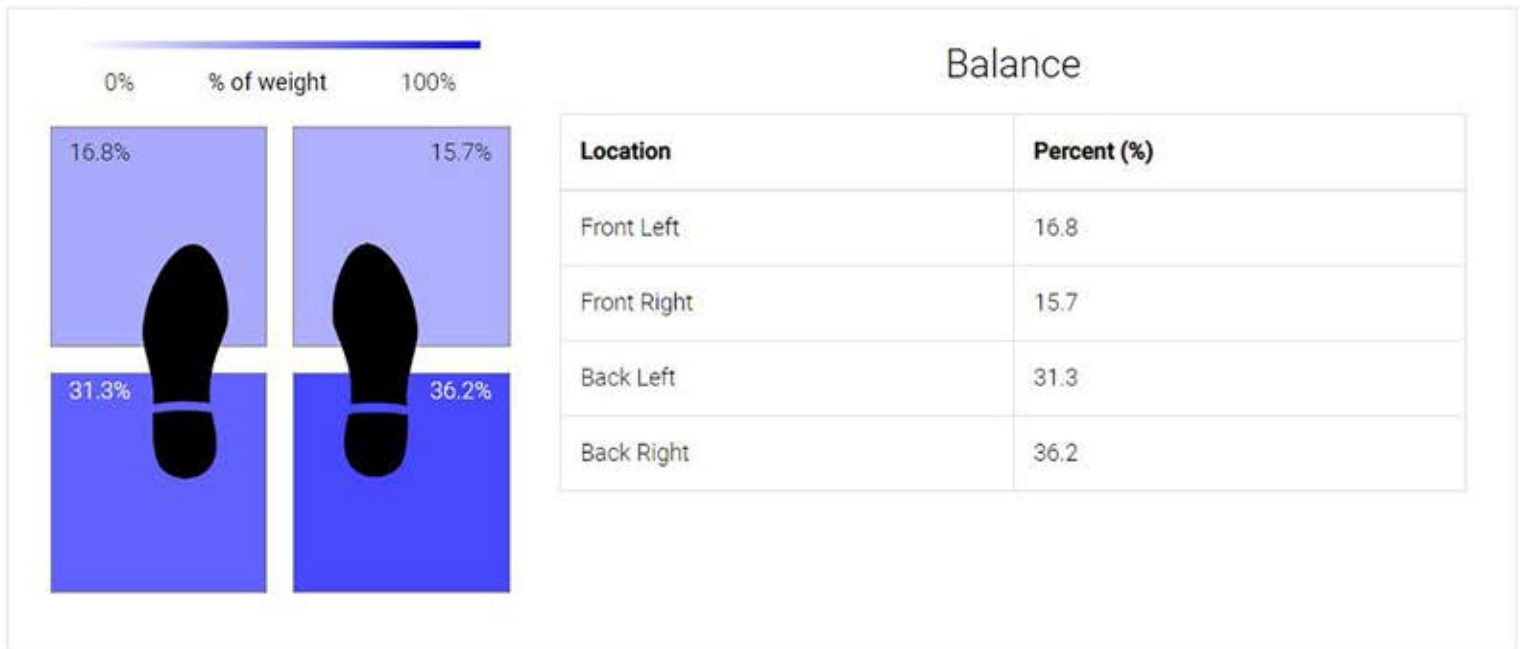 0% % of weight 100%
16.8% 15.7%
31.3% 36.2%
Balance
Location Percent (%)
Front Left 16.8
Front Right 15.7
Back Left 31.3
Back Right 36.2